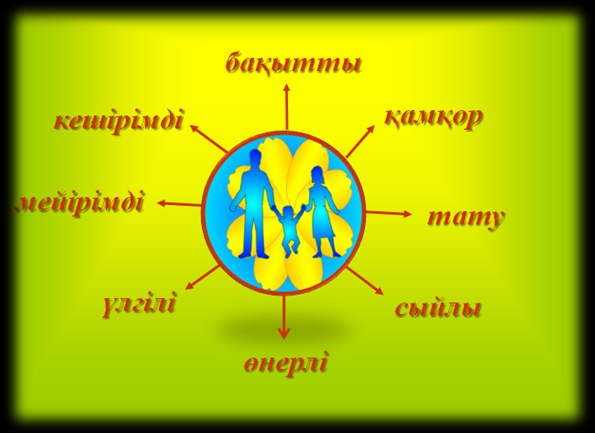 бақытты
кешірімді
қамқор
мейірімді
тату
үлгілі
сыйлы
өнерлі